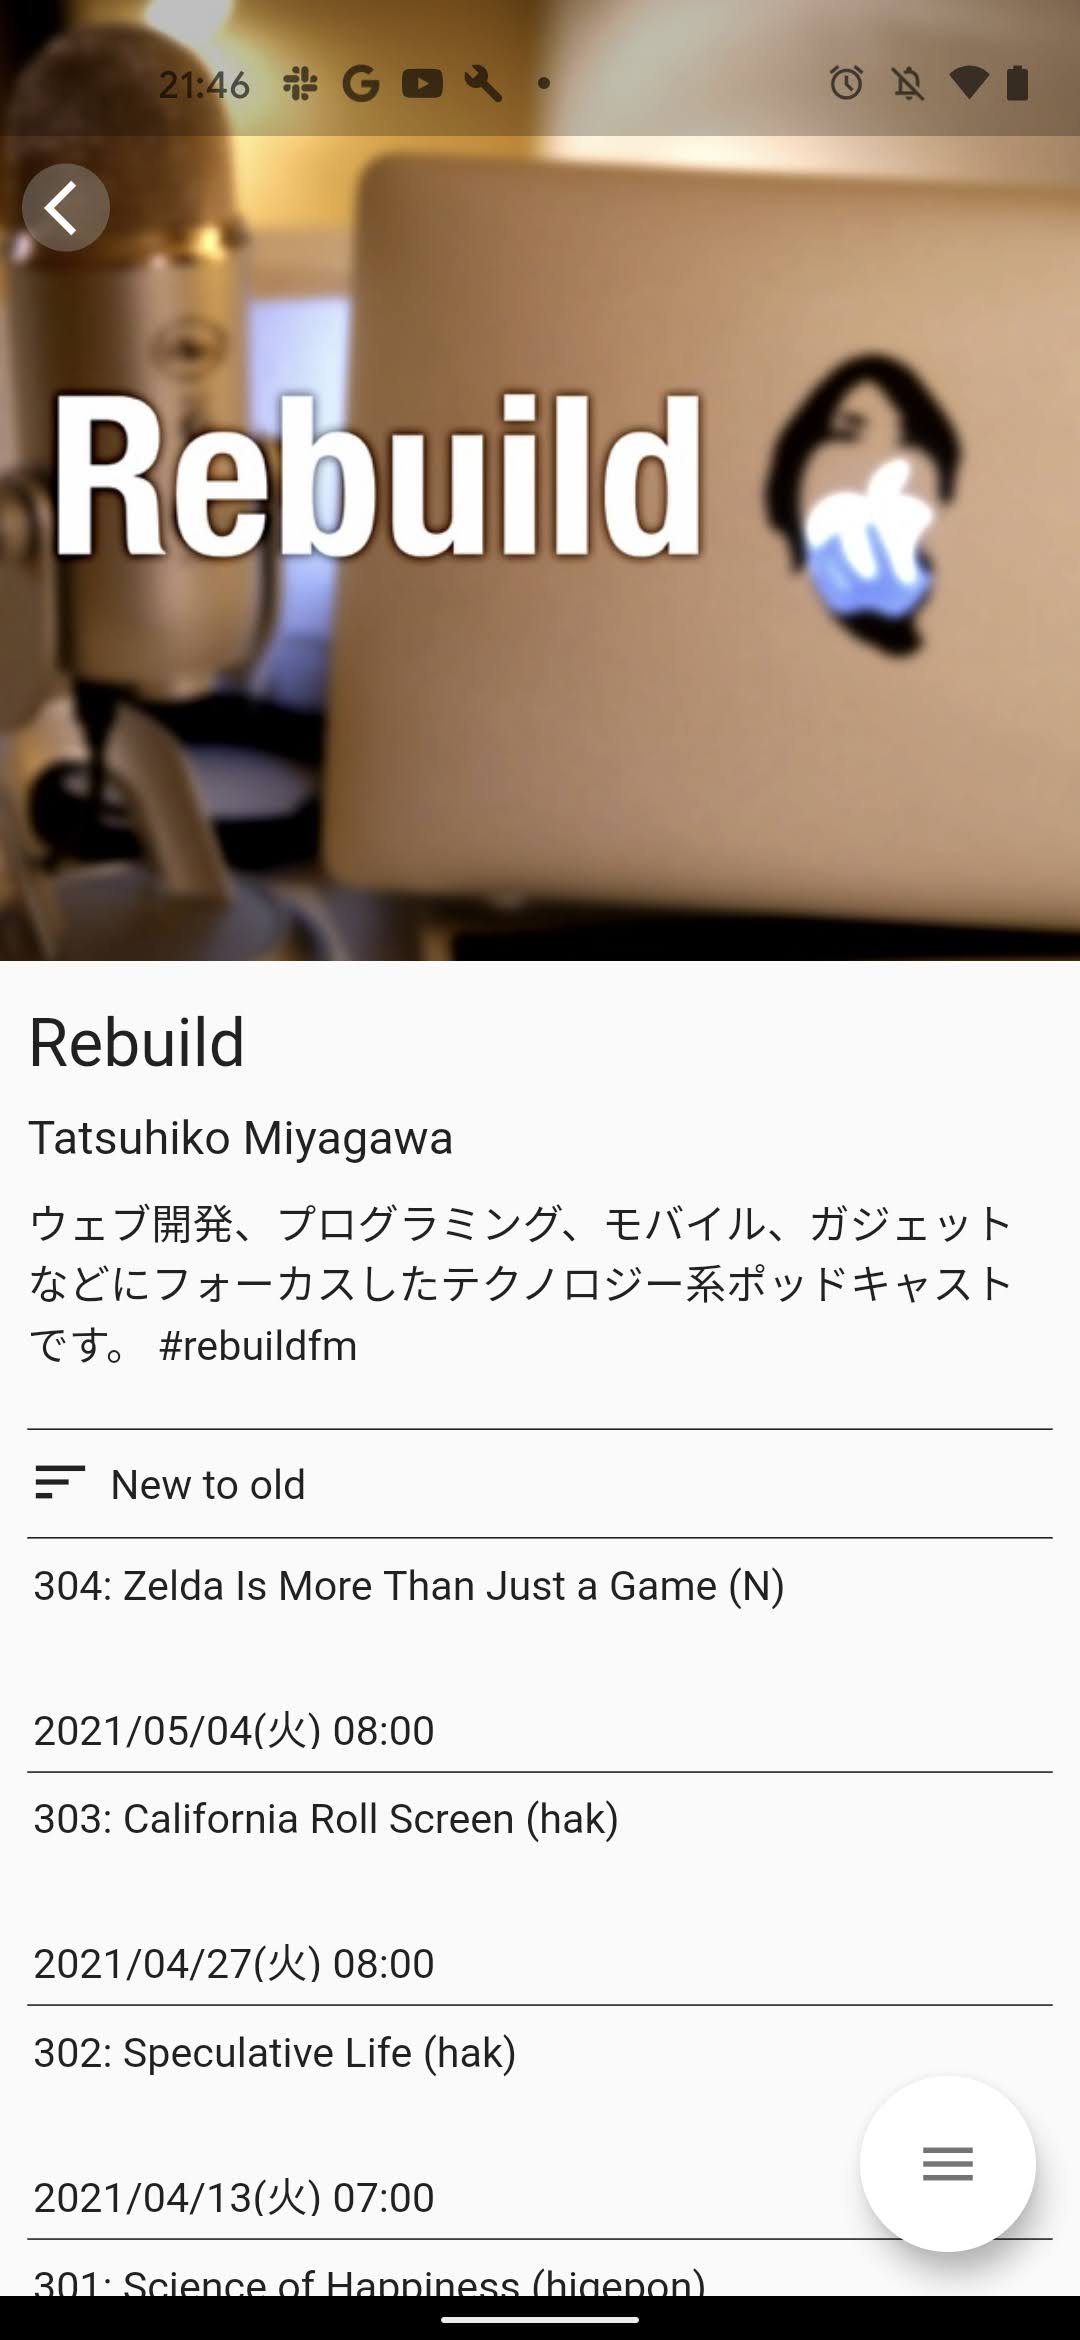 21:46
Rebuild
Rebuild
Tatsuhiko Miyagawa
ウェブ開発、プログラミング、モバイル、ガジェット
などにフォーカスしたテクノロジー系ポッドキャスト
です。 #rebuildfm
New to old
304: Zelda Is More Than Just a Game (N)
2021/05/04(火) 08:00
303: California Roll Screen (hak)
2021/04/27(火) 08:00
302: Speculative Life (hak)
2021/04/13(火) 07:00
301: Science of Happiness (higepon)